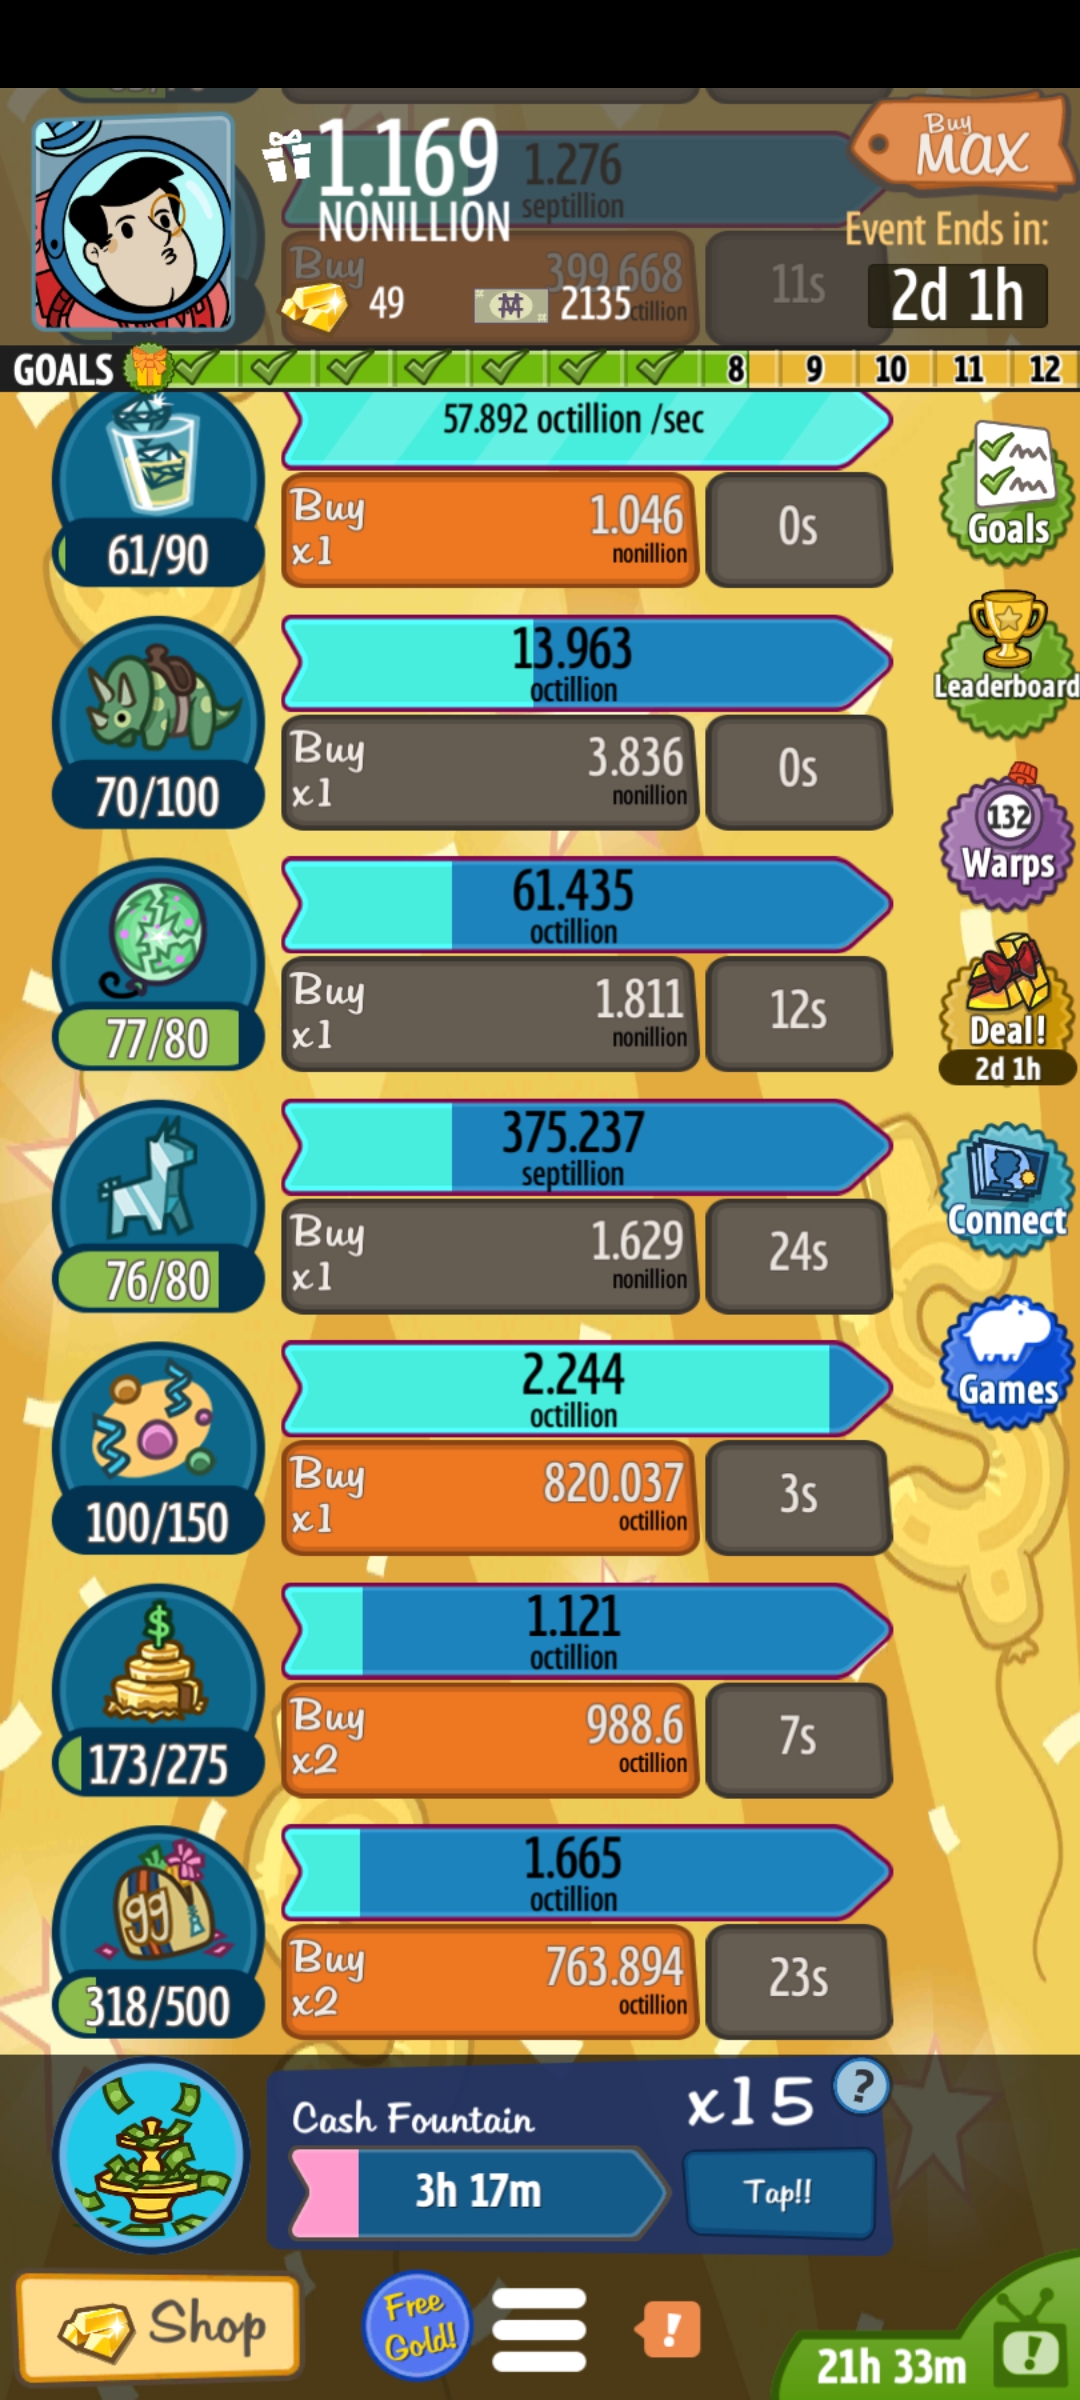 1.169
NONILLION
1.276
septillion
Buy
MAX
Event Ends in:
2d 1h
Buy
399.668
11s
49
2135
GOALS
8
9
10
11
12
57.892 octillion /sec
61/90
Buy
x1
1.046
nonillion
0s
Goals
13.963
octillion
70/100
Buy
x1
3.836
nonillion
0s
Leaderboard
61.435
octillion
77/80
Buy
x1
1.811
nonillion
12s
132
Warps
Deal!
2d 1h
375.237
septillion
76/80
Buy
x1
1.629
nonillion
24s
Connect
2.244
octillion
100/150
Buy
x1
820.037
octillion
3s
Games
1.121
octillion
$
173/275
Buy
x2
988.6
octillion
7s
1.665
octillion
99
318/500
Buy
x2
763.894
octillion
23s
Cash Fountain
x15
?
3h 17m
Tap!!
Shop
Free
Gold!
!
21h 33m
!